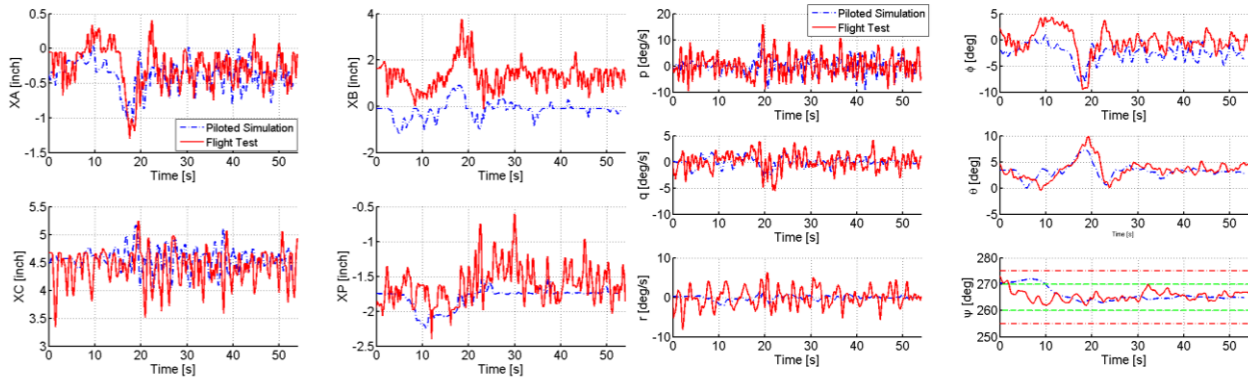 XA [inch]
0.5
0
-0.5
-1
-1.5
Piloted Simulation
Flight Test
0 10 20 30 40 50
Time [s]
XB [inch]
4
2
0
-2
0 10 20 30 40 50
Time [s]
XC [inch]
5.5
5
4.5
4
3.5
3
0 10 20 30 40 50
Time [s]
XP [inch]
-0.5
-1
-1.5
-2
-2.5
0 10 20 30 40 50
Time [s]
p [deg/s]
20
10
0
-10
-20
Piloted Simulation
Flight Test
0 10 20 30 40 50
Time [s]
q [deg/s]
5
0
-5
-10
0 10 20 30 40 50
Time [s]
r [deg/s]
10
0
-10
0 10 20 30 40 50
Time [s]
ϕ [deg]
5
0
-5
-10
0 10 20 30 40 50
Time [s]
θ [deg]
10
5
0
-5
0 10 20 30 40 50
Time [s]
Ψ [deg]
280
270
260
250
0 10 20 30 40 50
Time [s]